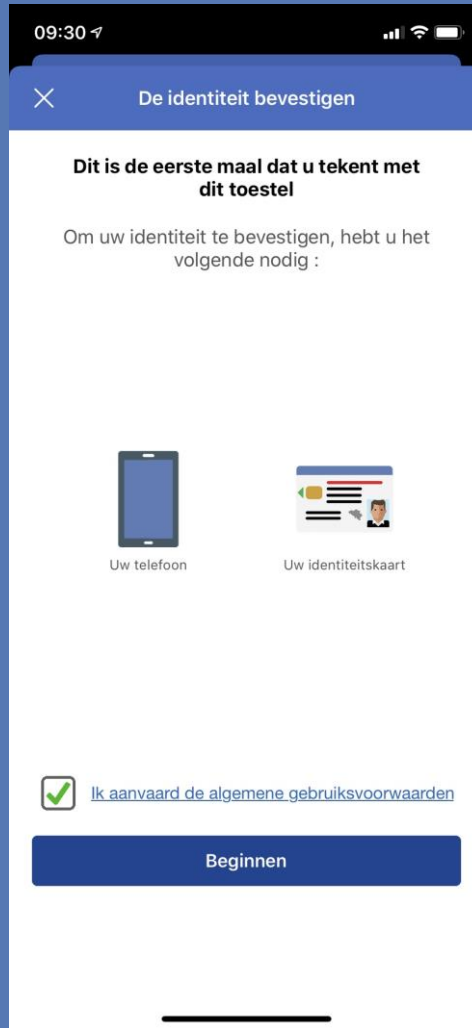 09:30
De identiteit bevestigen
Dit is de eerste maal dat u tekent met
dit toestel
Om uw identiteit te bevestigen, hebt u het
volgende nodig :
Uw telefoon
Uw identiteitskaart
Ik aanvaard de algemene gebruiksvoorwaarden
Beginnen